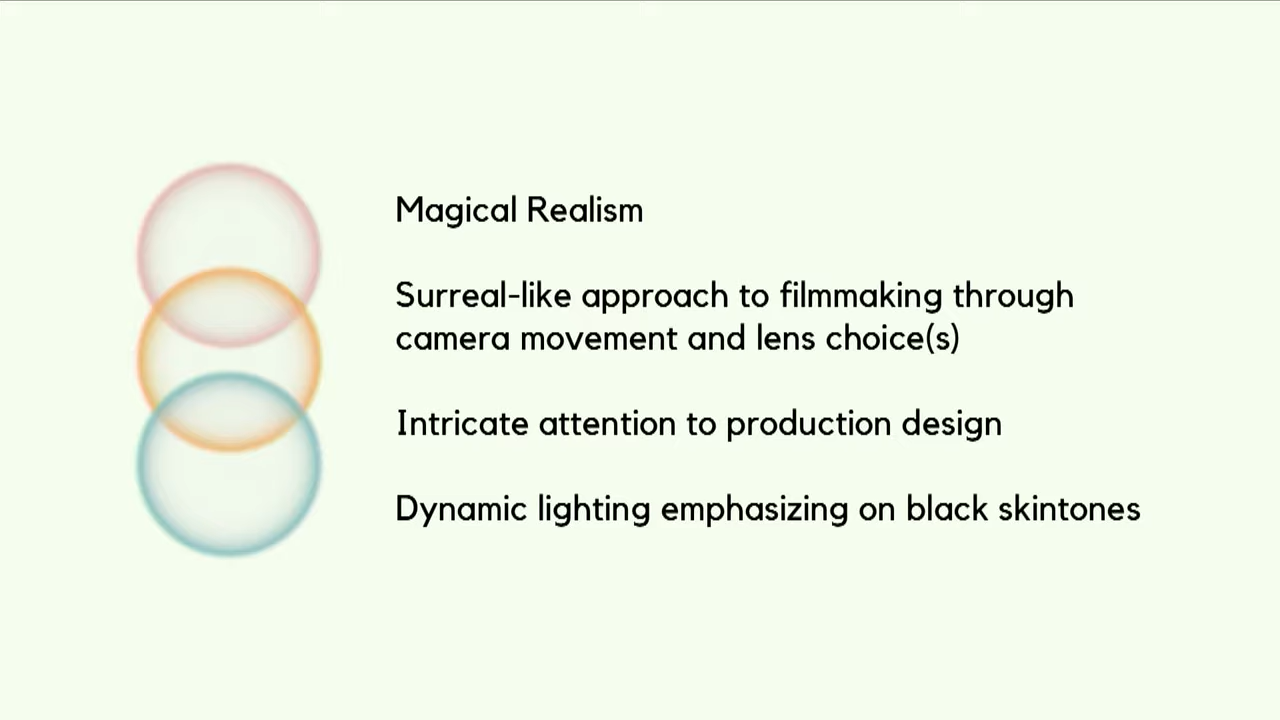 Magical Realism
Surreal-like approach to filmmaking through
camera movement and lens choice(s)
Intricate attention to production design
Dynamic lighting emphasizing on black skintones